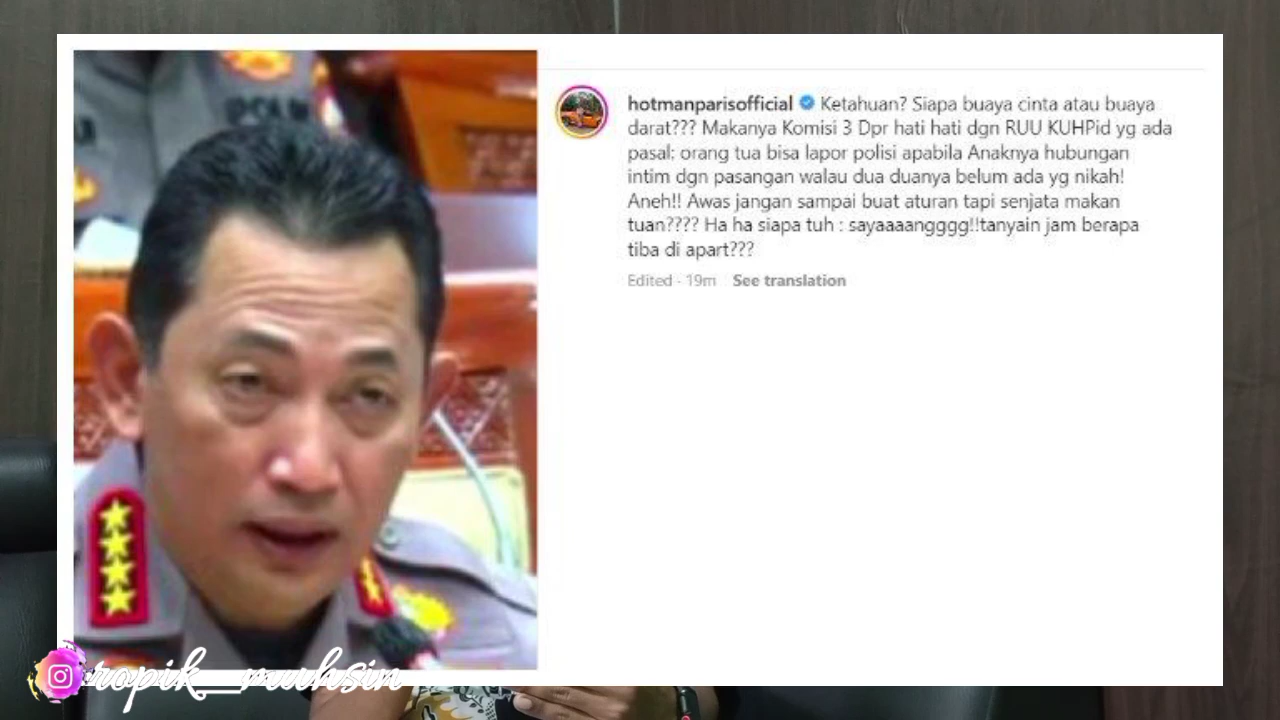 POLRI
hotmanparisofficial Ketahuan? Siapa buaya cinta atau buaya
darat??? Makanya Komisi 3 Dpr hati hati dgn RUU KUHPid yg ada
pasal: orang tua bisa lapor polisi apabila Anaknya hubungan
intim dgn pasangan walau dua duanya belum ada yg nikah!
Aneh!! Awas jangan sampai buat aturan tapi senjata makan
tuan???? Ha ha siapa tuh : sayaaaangggg!!tanyain jam berapa
tiba di apart???
Edited · 19m See translation
ropik_muhsin